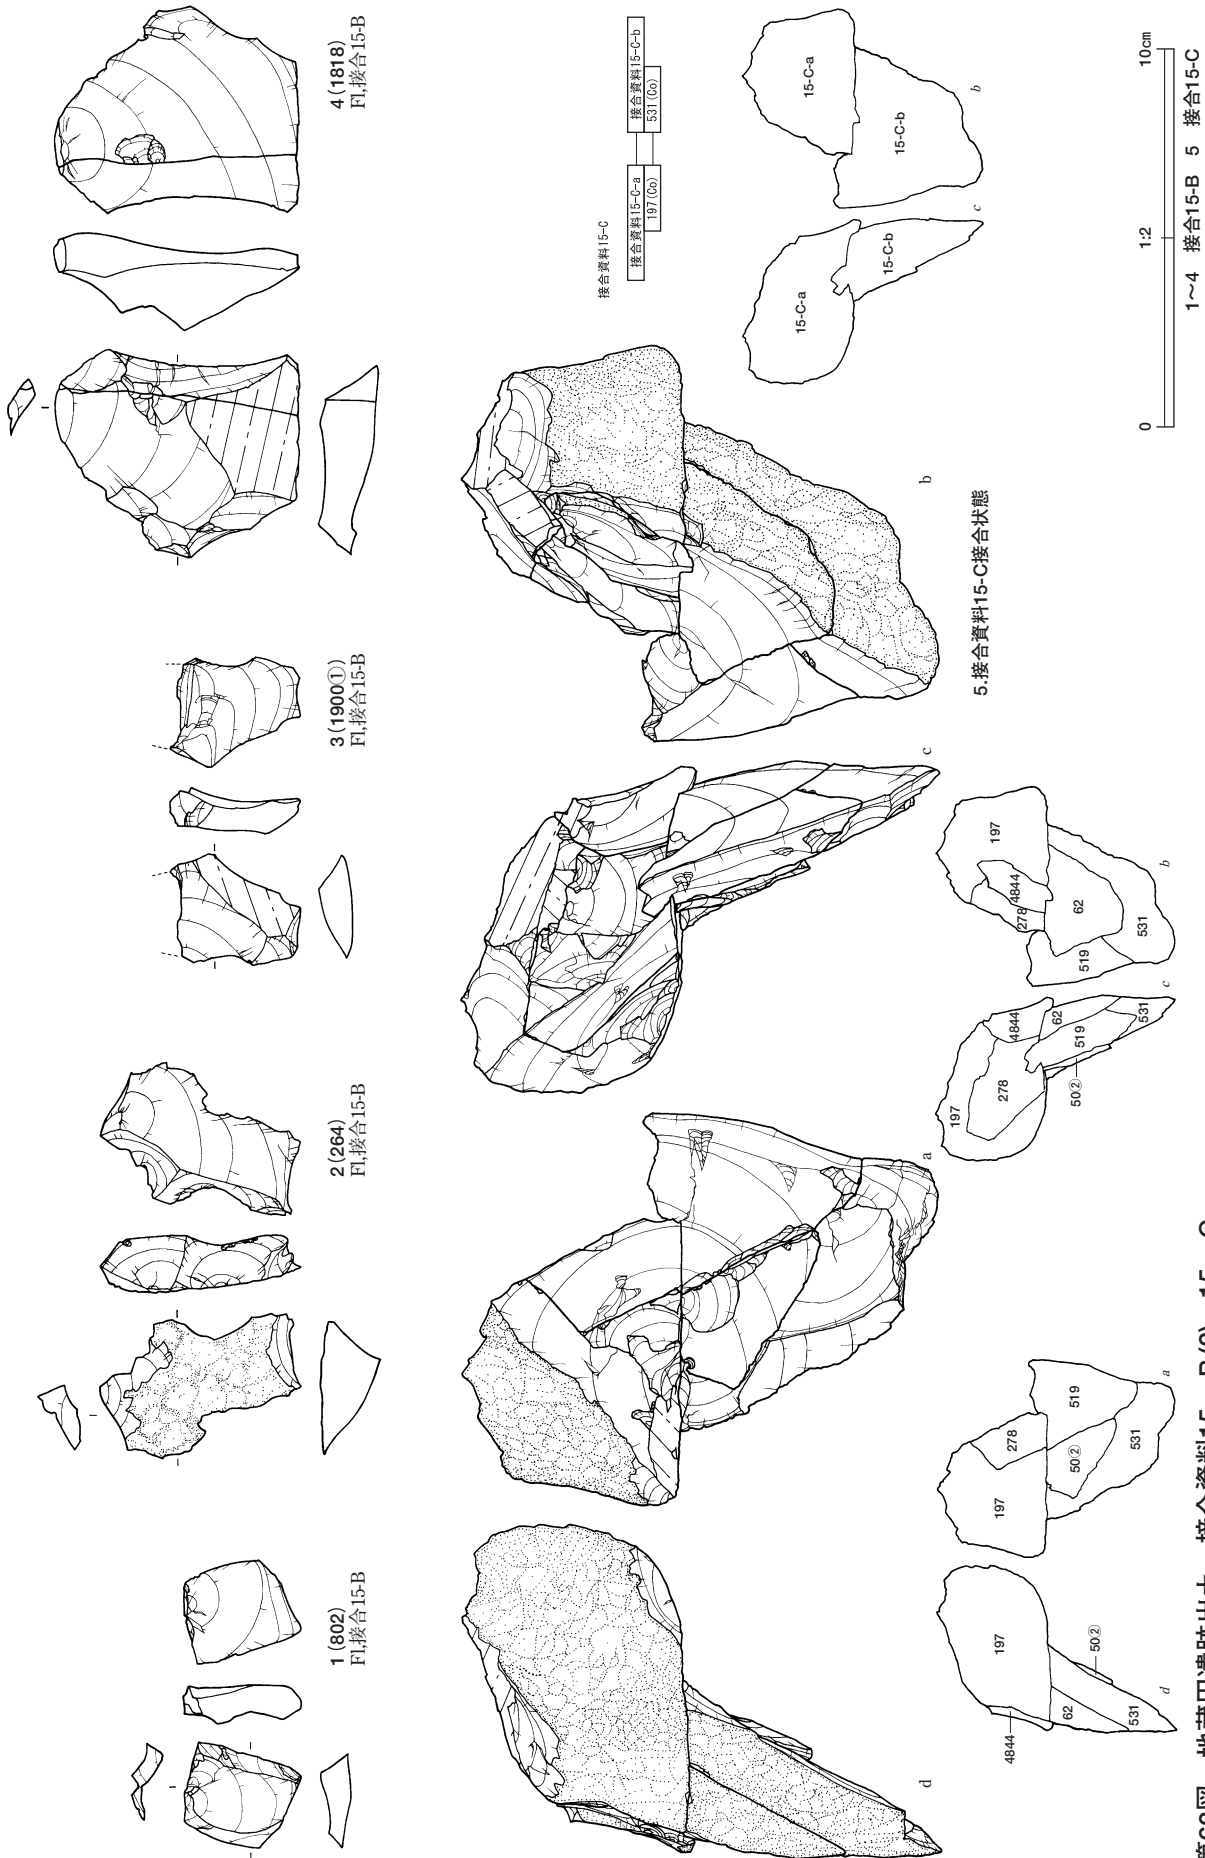 1(802)
Fl,接合15-B
2(264)
Fl,接合15-B
3(1900①)
Fl,接合15-B
4(1818)
Fl,接合15-B
d
a
c
b
5.接合資料15-C接合状態
接合資料15-C
接合資料15-C-a
197(Co)
接合資料15-C-b
531(Co)
15-C-a
15-C-b
c
15-C-a
15-C-b
b
4844
197
62
531
50②
d
197
278
50②
519
531
a
197
278
4844
62
519
531
50②
c
197
4844
278
62
519
531
b
0
1:2
10cm
1〜4 接合15-B 5 接合15-C